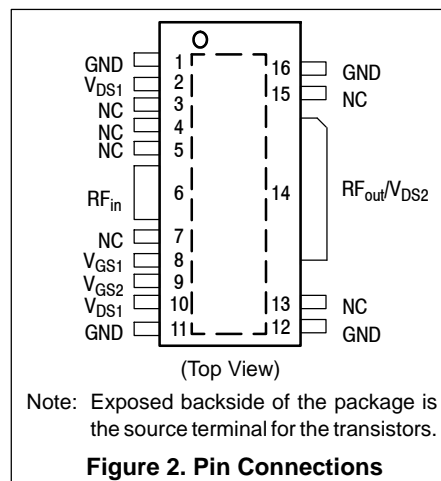 GND 1 16 GND
VDS1 2 15 NC
NC 3
NC 4
NC 5
RFin 6 14 RFout/VDS2
NC 7
VGS1 8
VGS2 9
VDS1 10 13 NC
GND 11 12 GND
(Top View)
Note: Exposed backside of the package is
the source terminal for the transistors.
Figure 2. Pin Connections